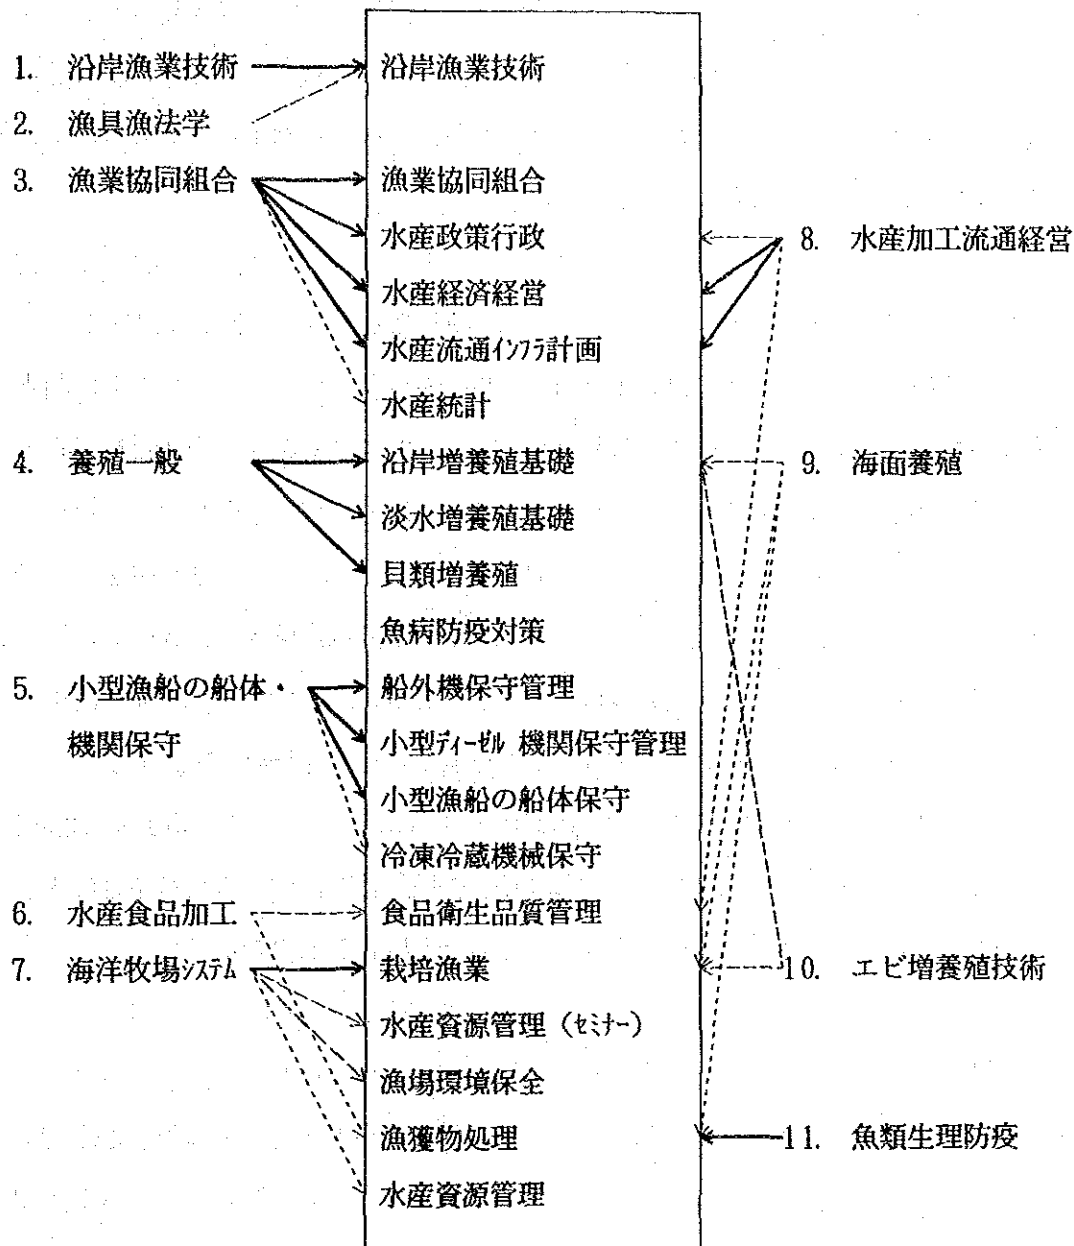 1. 沿岸漁業技術
2. 漁具漁法学
3. 漁業協同組合
4. 養殖一般
5. 小型漁船の船体・
機関保守
6. 水産食品加工
7. 海洋牧場システム
沿岸漁業技術
漁業協同組合
水産政策行政
水産経済経営
水産流通インフラ計画
水産統計
沿岸増養殖基礎
淡水増養殖基礎
貝類増養殖
魚病防疫対策
船外機保守管理
小型ディーゼル 機関保守管理
小型漁船の船体保守
冷凍冷蔵機械保守
食品衛生品質管理
栽培漁業
水産資源管理（セミナー）
漁場環境保全
漁獲物処理
水産資源管理
8. 水産加工流通経営
9. 海面養殖
10. エビ増養殖技術
11. 魚類生理防疫